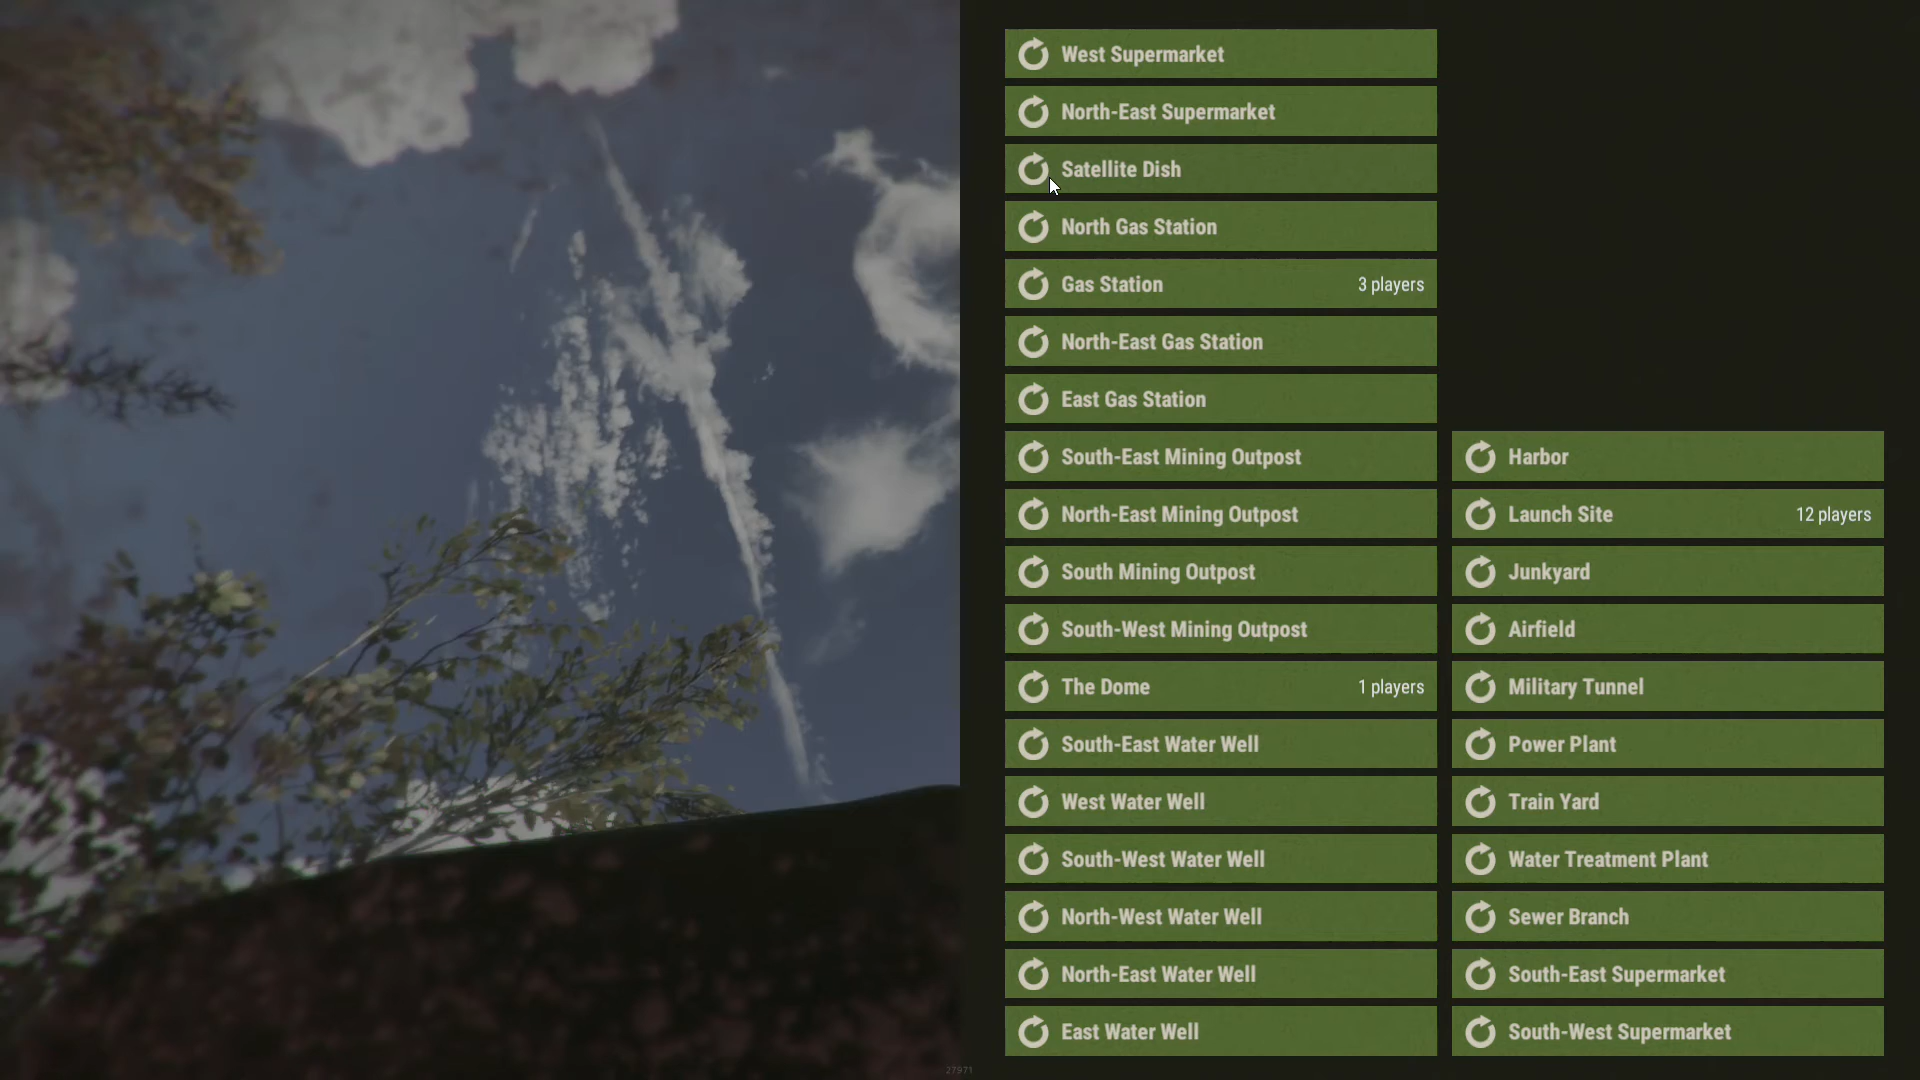 West Supermarket
North-East Supermarket
Satellite Dish
North Gas Station
Gas Station 3 players
North-East Gas Station
East Gas Station
South-East Mining Outpost
North-East Mining Outpost
South Mining Outpost
South-West Mining Outpost
The Dome 1 players
South-East Water Well
West Water Well
South-West Water Well
North-West Water Well
North-East Water Well
East Water Well
Harbor
Launch Site 12 players
Junkyard
Airfield
Military Tunnel
Power Plant
Train Yard
Water Treatment Plant
Sewer Branch
South-East Supermarket
South-West Supermarket
27971